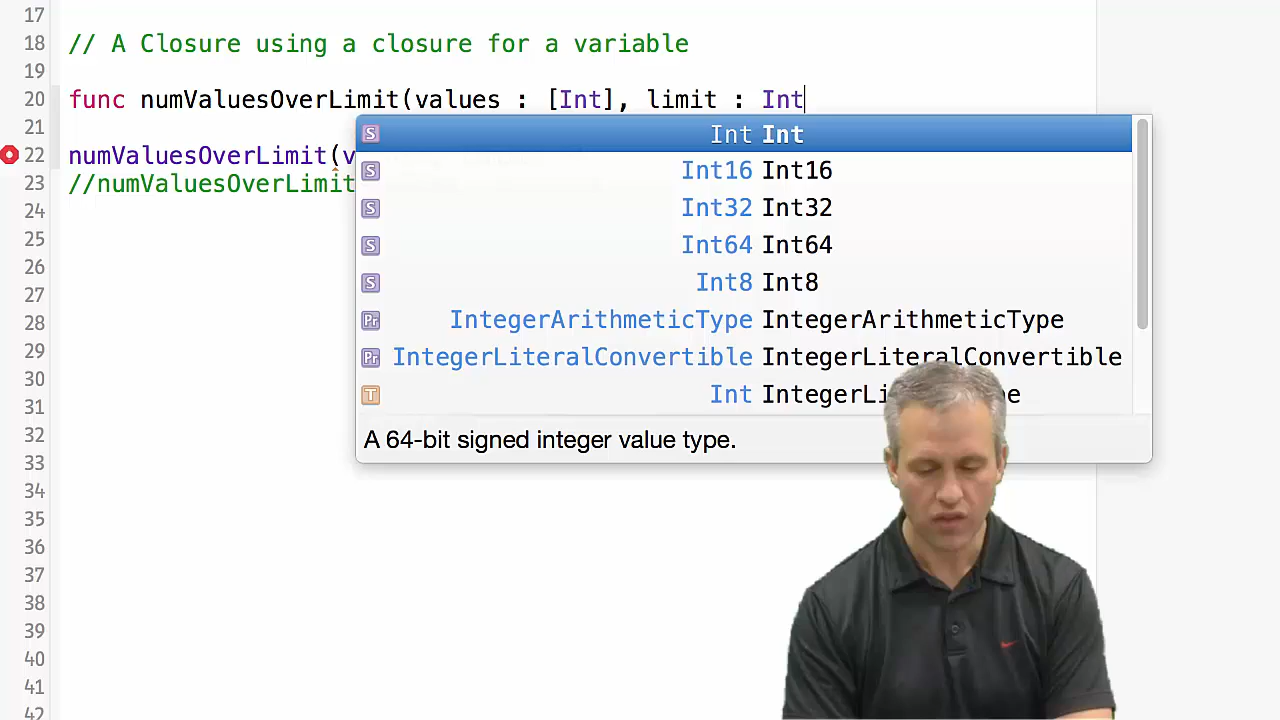 17
18 // A Closure using a closure for a variable
19
20 func numValuesOverLimit(values : [Int], limit : Int
21
22 numValuesOverLimit(v
23 //numValuesOverLimit
24
25
26
27
28
29
30
31
32
33
34
35
36
37
38
39
40
41
42
S Int Int
S Int16 Int16
S Int32 Int32
S Int64 Int64
S Int8 Int8
Pr IntegerArithmeticType IntegerArithmeticType
Pr IntegerLiteralConvertible IntegerLiteralConvertible
T Int
A 64-bit signed integer value type.